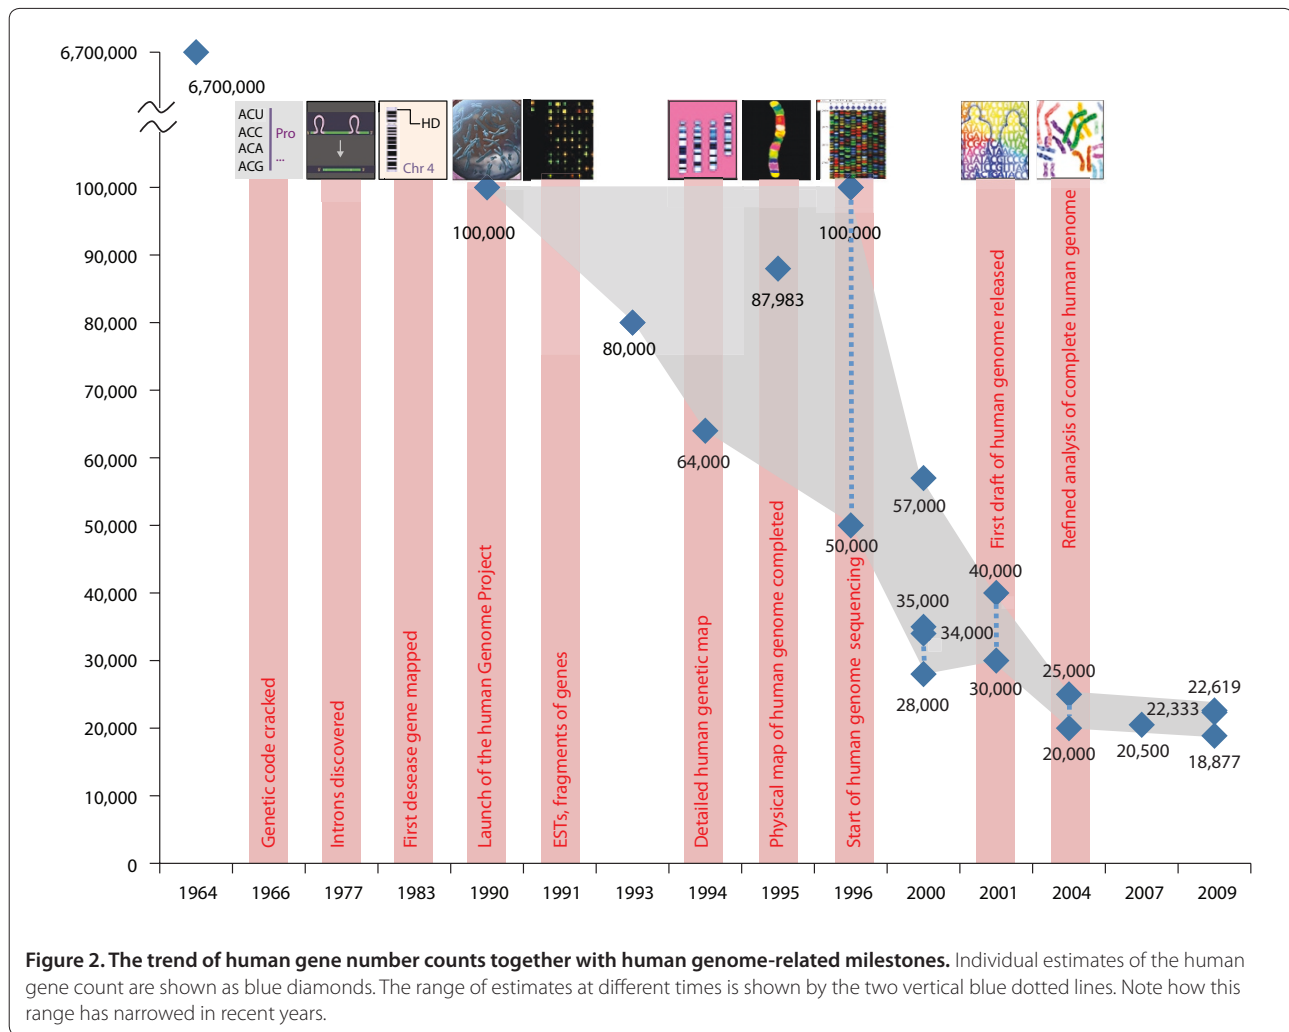 6,700,000
6,700,000
ACU
ACC
ACA
ACG
Pro
...
HD
Chr 4
100,000
90,000
80,000
70,000
60,000
50,000
40,000
30,000
20,000
10,000
0
100,000
80,000
64,000
87,983
100,000
50,000
57,000
35,000
34,000
28,000
40,000
30,000
25,000
20,000
20,500
22,619
22,333
18,877
Genetic code cracked
Introns discovered
First desease gene mapped
Launch of the human Genome Project
ESTs, fragments of genes
Detailed human genetic map
Physical map of human genome completed
Start of human genome sequencing
First draft of human genome released
Refined analysis of complete human genome
1964 1966 1977 1983 1990 1991 1993 1994 1995 1996 2000 2001 2004 2007 2009
Figure 2. The trend of human gene number counts together with human genome-related milestones. Individual estimates of the human
gene count are shown as blue diamonds. The range of estimates at different times is shown by the two vertical blue dotted lines. Note how this
range has narrowed in recent years.